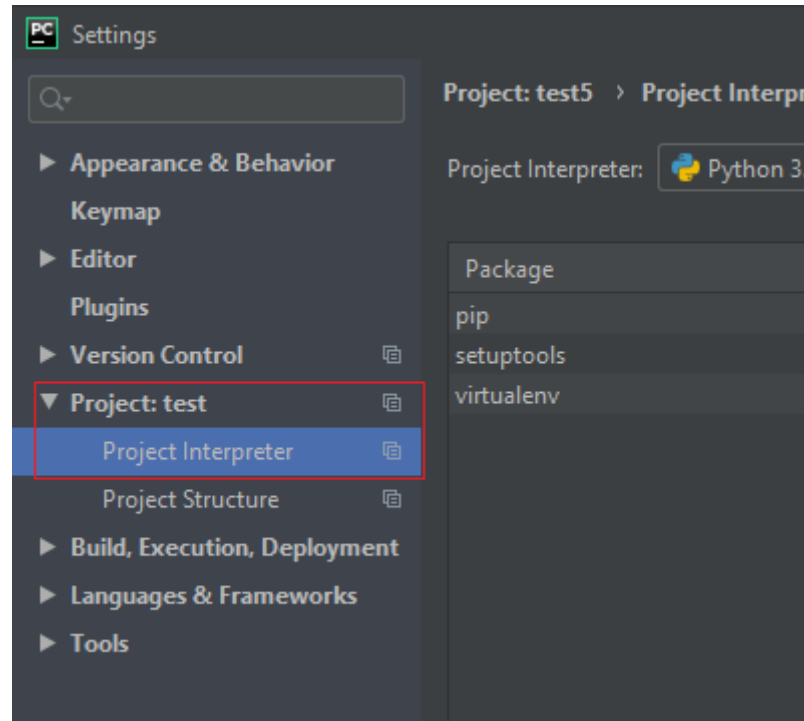 PC Settings
Project: test5 › Project Interpr
Project Interpreter: Python 3.
Appearance & Behavior
Keymap
Editor
Plugins
Version Control
Project: test
Project Interpreter
Project Structure
Build, Execution, Deployment
Languages & Frameworks
Tools
Package
pip
setuptools
virtualenv